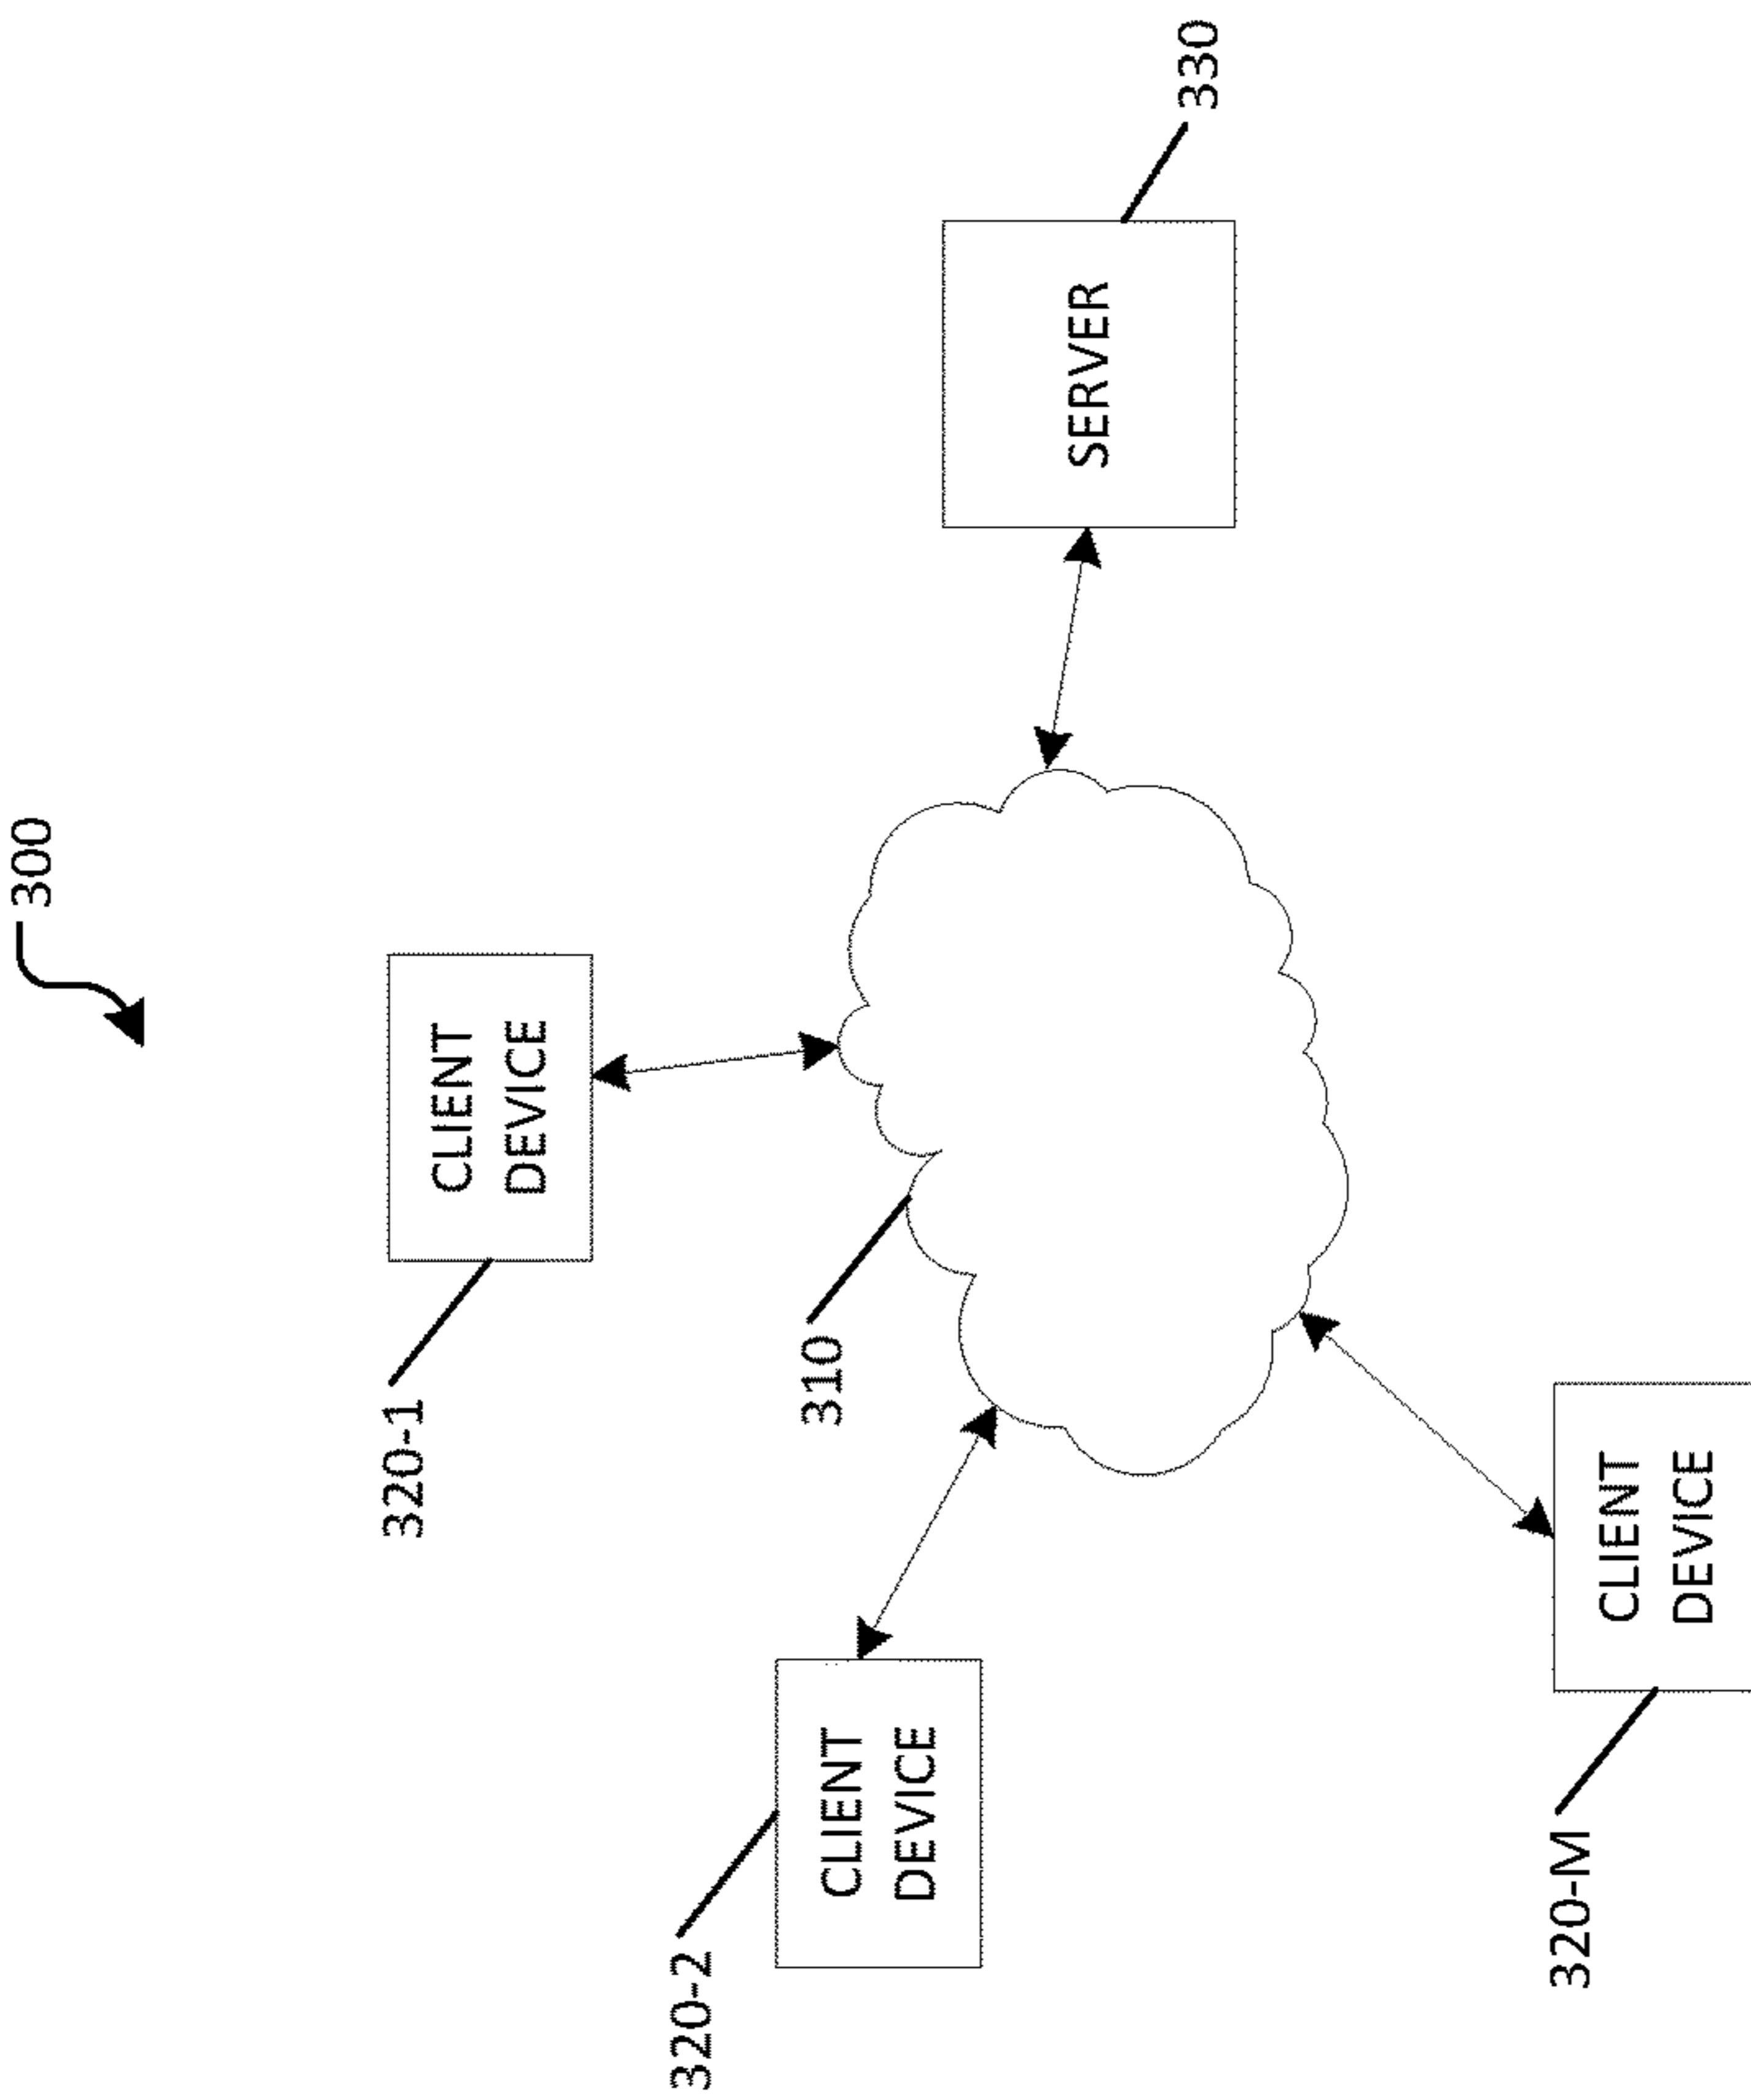 300
320-1
CLIENT
DEVICE
320-2
CLIENT
DEVICE
310
SERVER
330
320-M
CLIENT
DEVICE